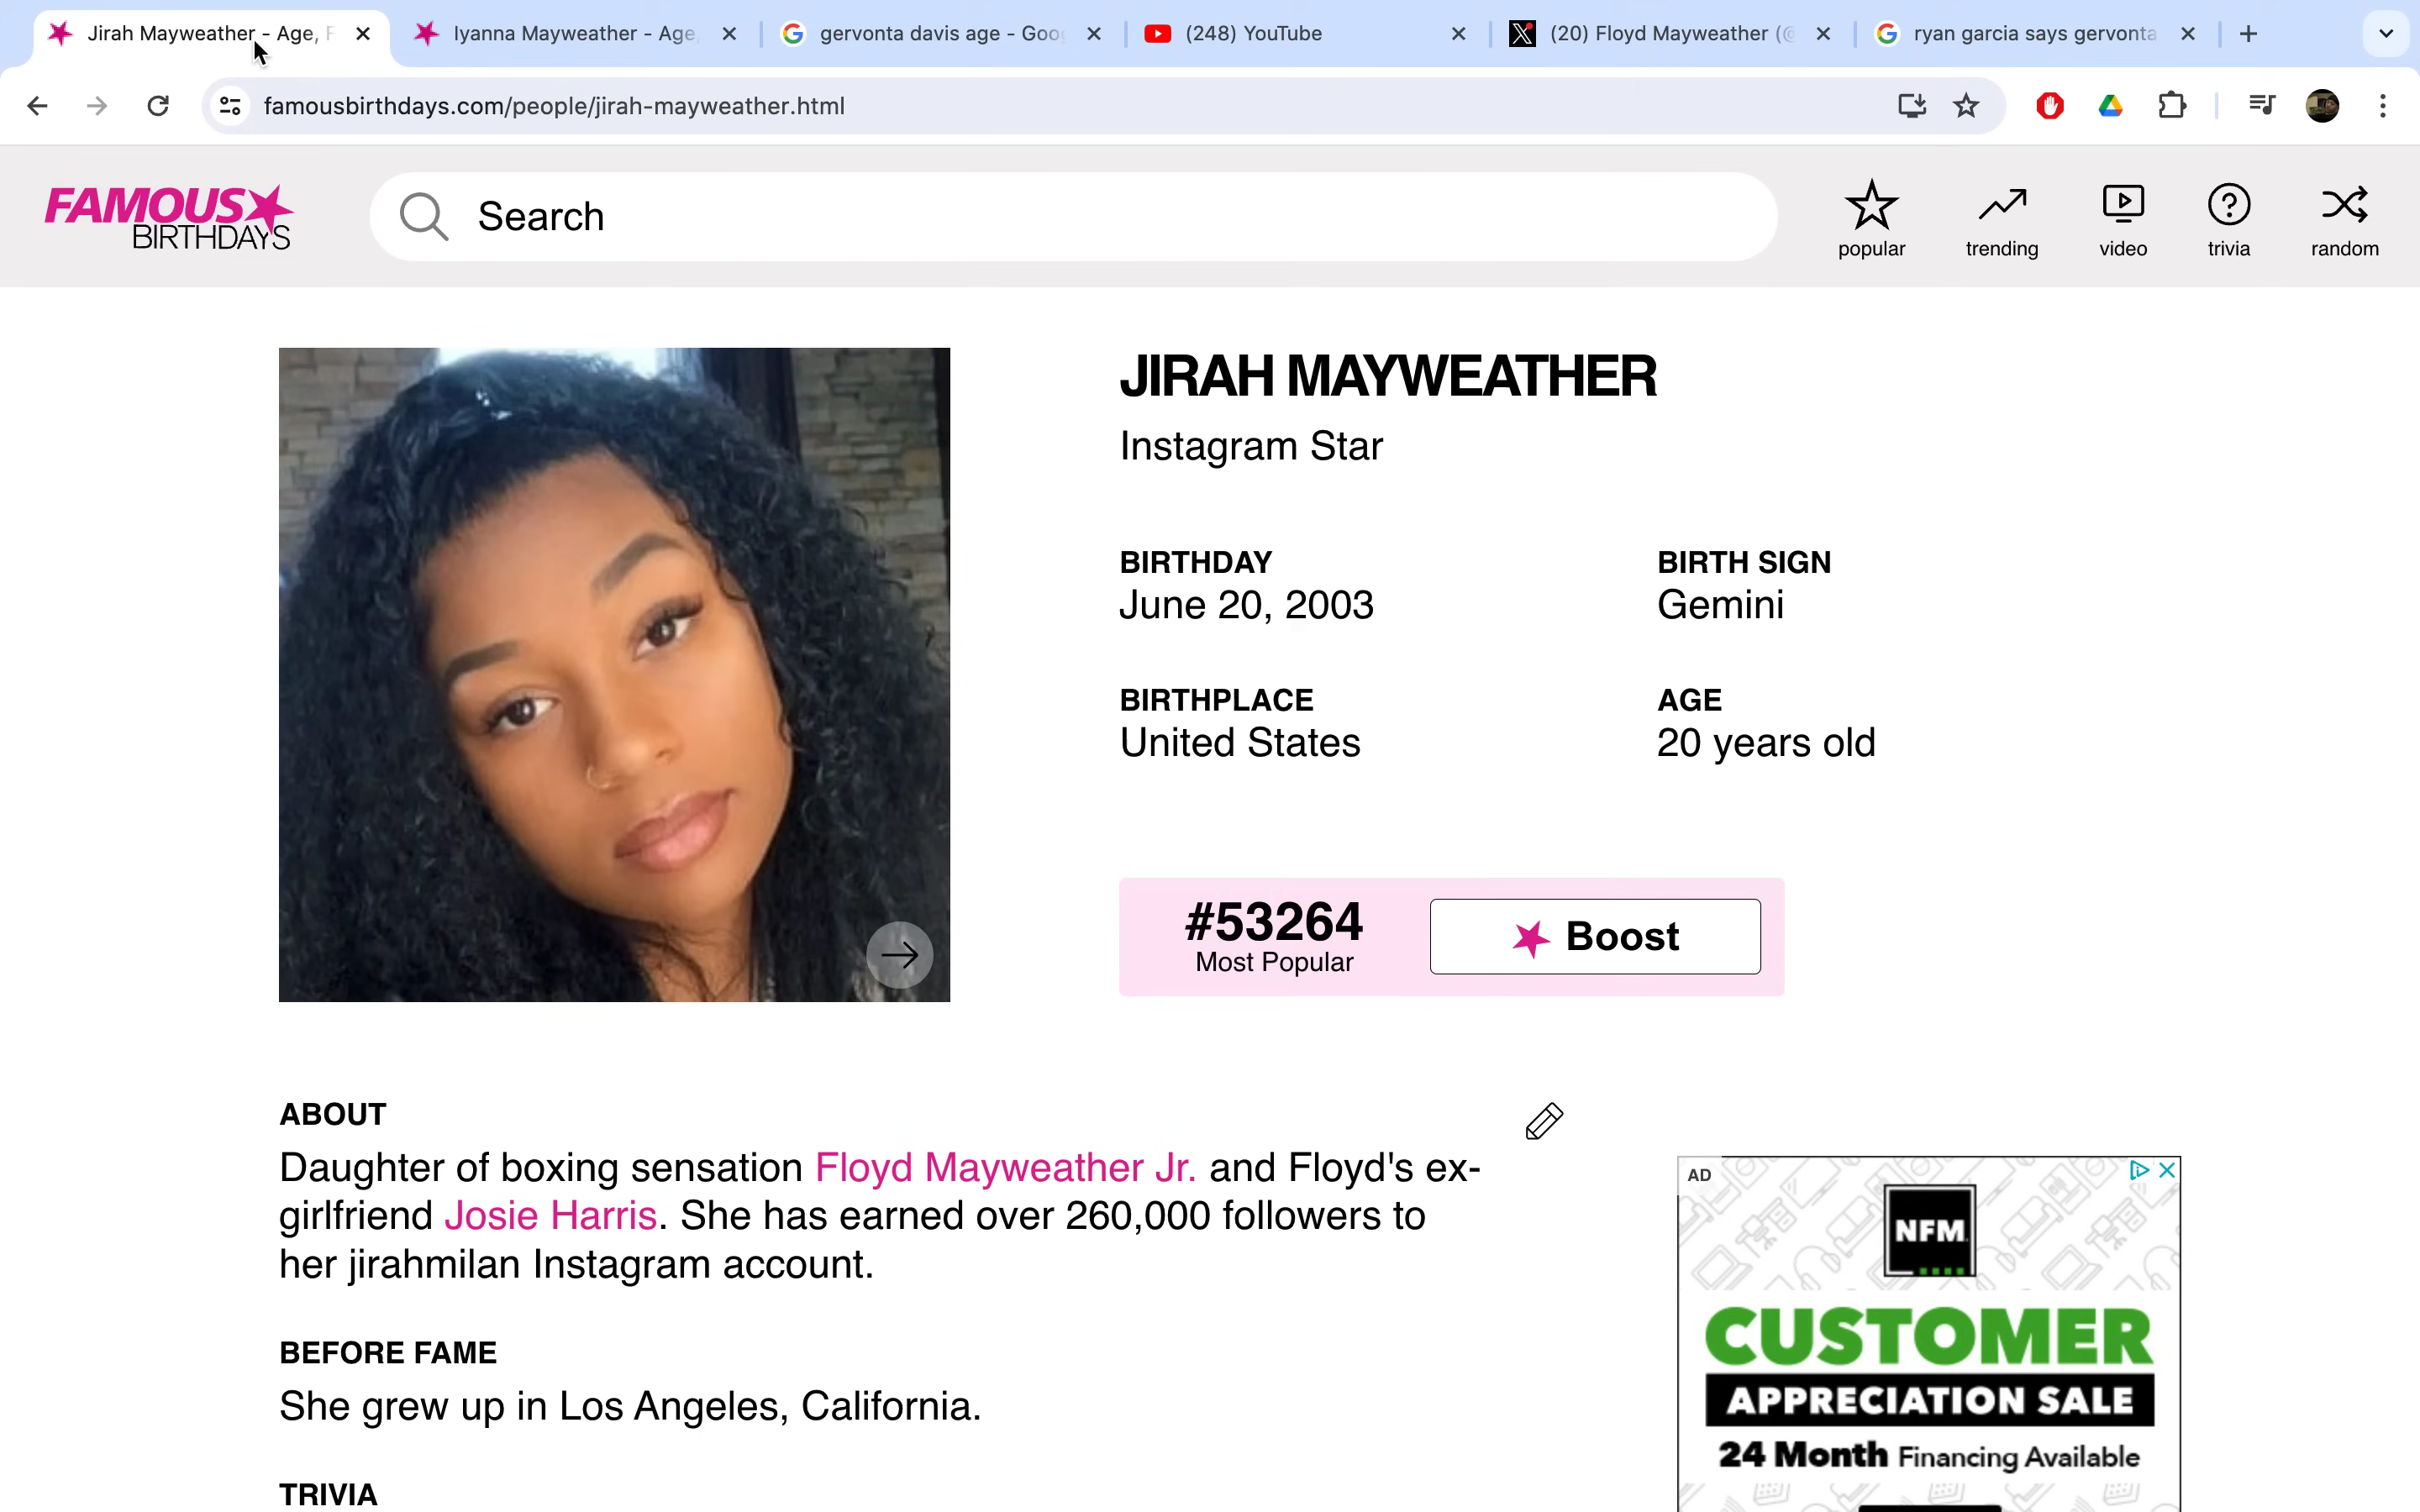 Jirah Mayweather - Age,
Iyanna Mayweather - Age,
gervonta davis age - Goo
(248) YouTube
(20) Floyd Mayweather (@
ryan garcia says gervonta
famousbirthdays.com/people/jirah-mayweather.html
FAMOUS
BIRTHDAYS
Search
popular
trending
video
trivia
random
JIRAH MAYWEATHER
Instagram Star
BIRTHDAY
June 20, 2003
BIRTH SIGN
Gemini
BIRTHPLACE
United States
AGE
20 years old
#53264
Most Popular
Boost
ABOUT
Daughter of boxing sensation Floyd Mayweather Jr. and Floyd's ex-
girlfriend Josie Harris. She has earned over 260,000 followers to
her jirahmilan Instagram account.
BEFORE FAME
She grew up in Los Angeles, California.
TRIVIA
AD
NFM
CUSTOMER
APPRECIATION SALE
24 Month Financing Available